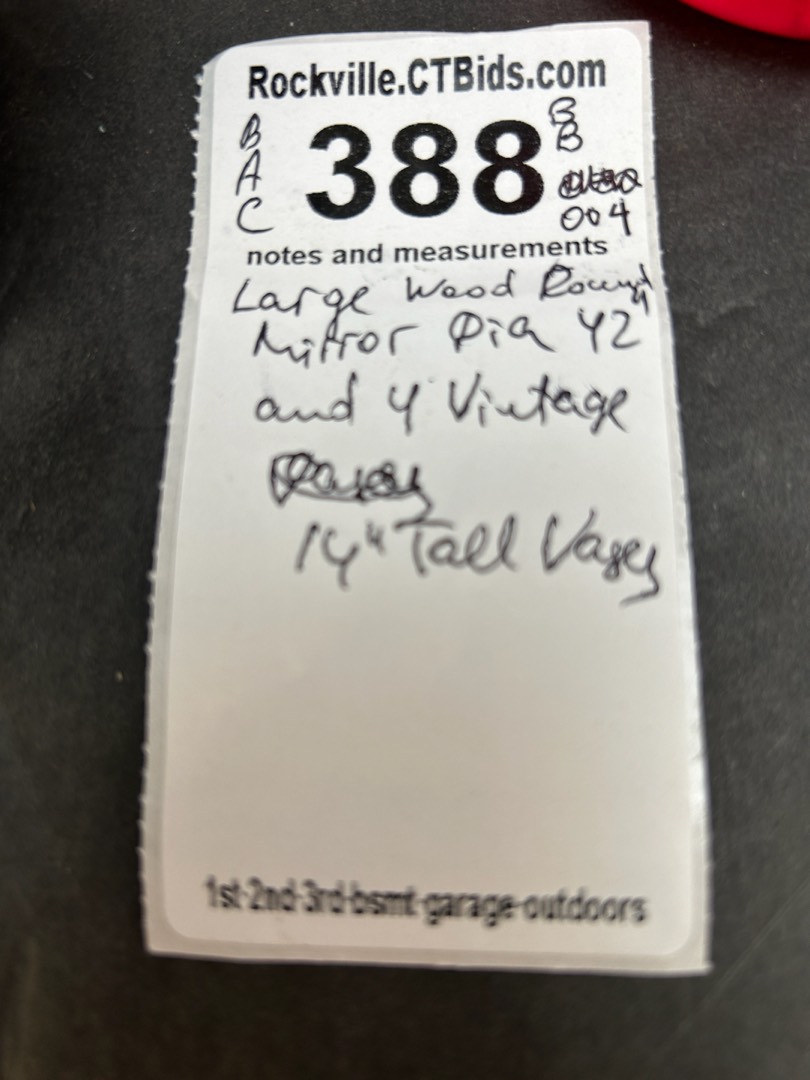 Rockville.CTBids.com
B A C
388
B B
004
notes and measurements
Large Wood Round
Mirror Dia 42"
and 4 Vintage
14" Tall Vases
1st-2nd-3rd-bsmt-garage-outdoors